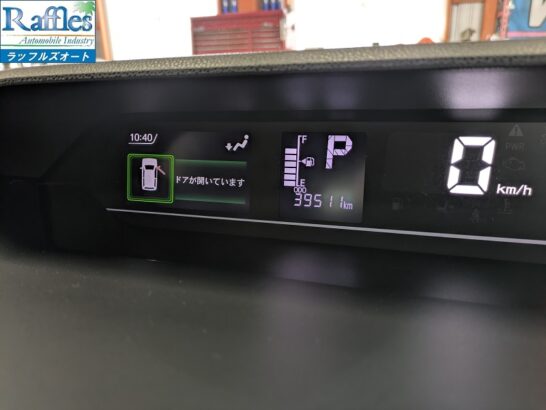 Raffles
Automobile Industry
ラッフルズオート
10:40
ドアが開いています
F
E
P
ODO
39511km
0
km/h
PWR